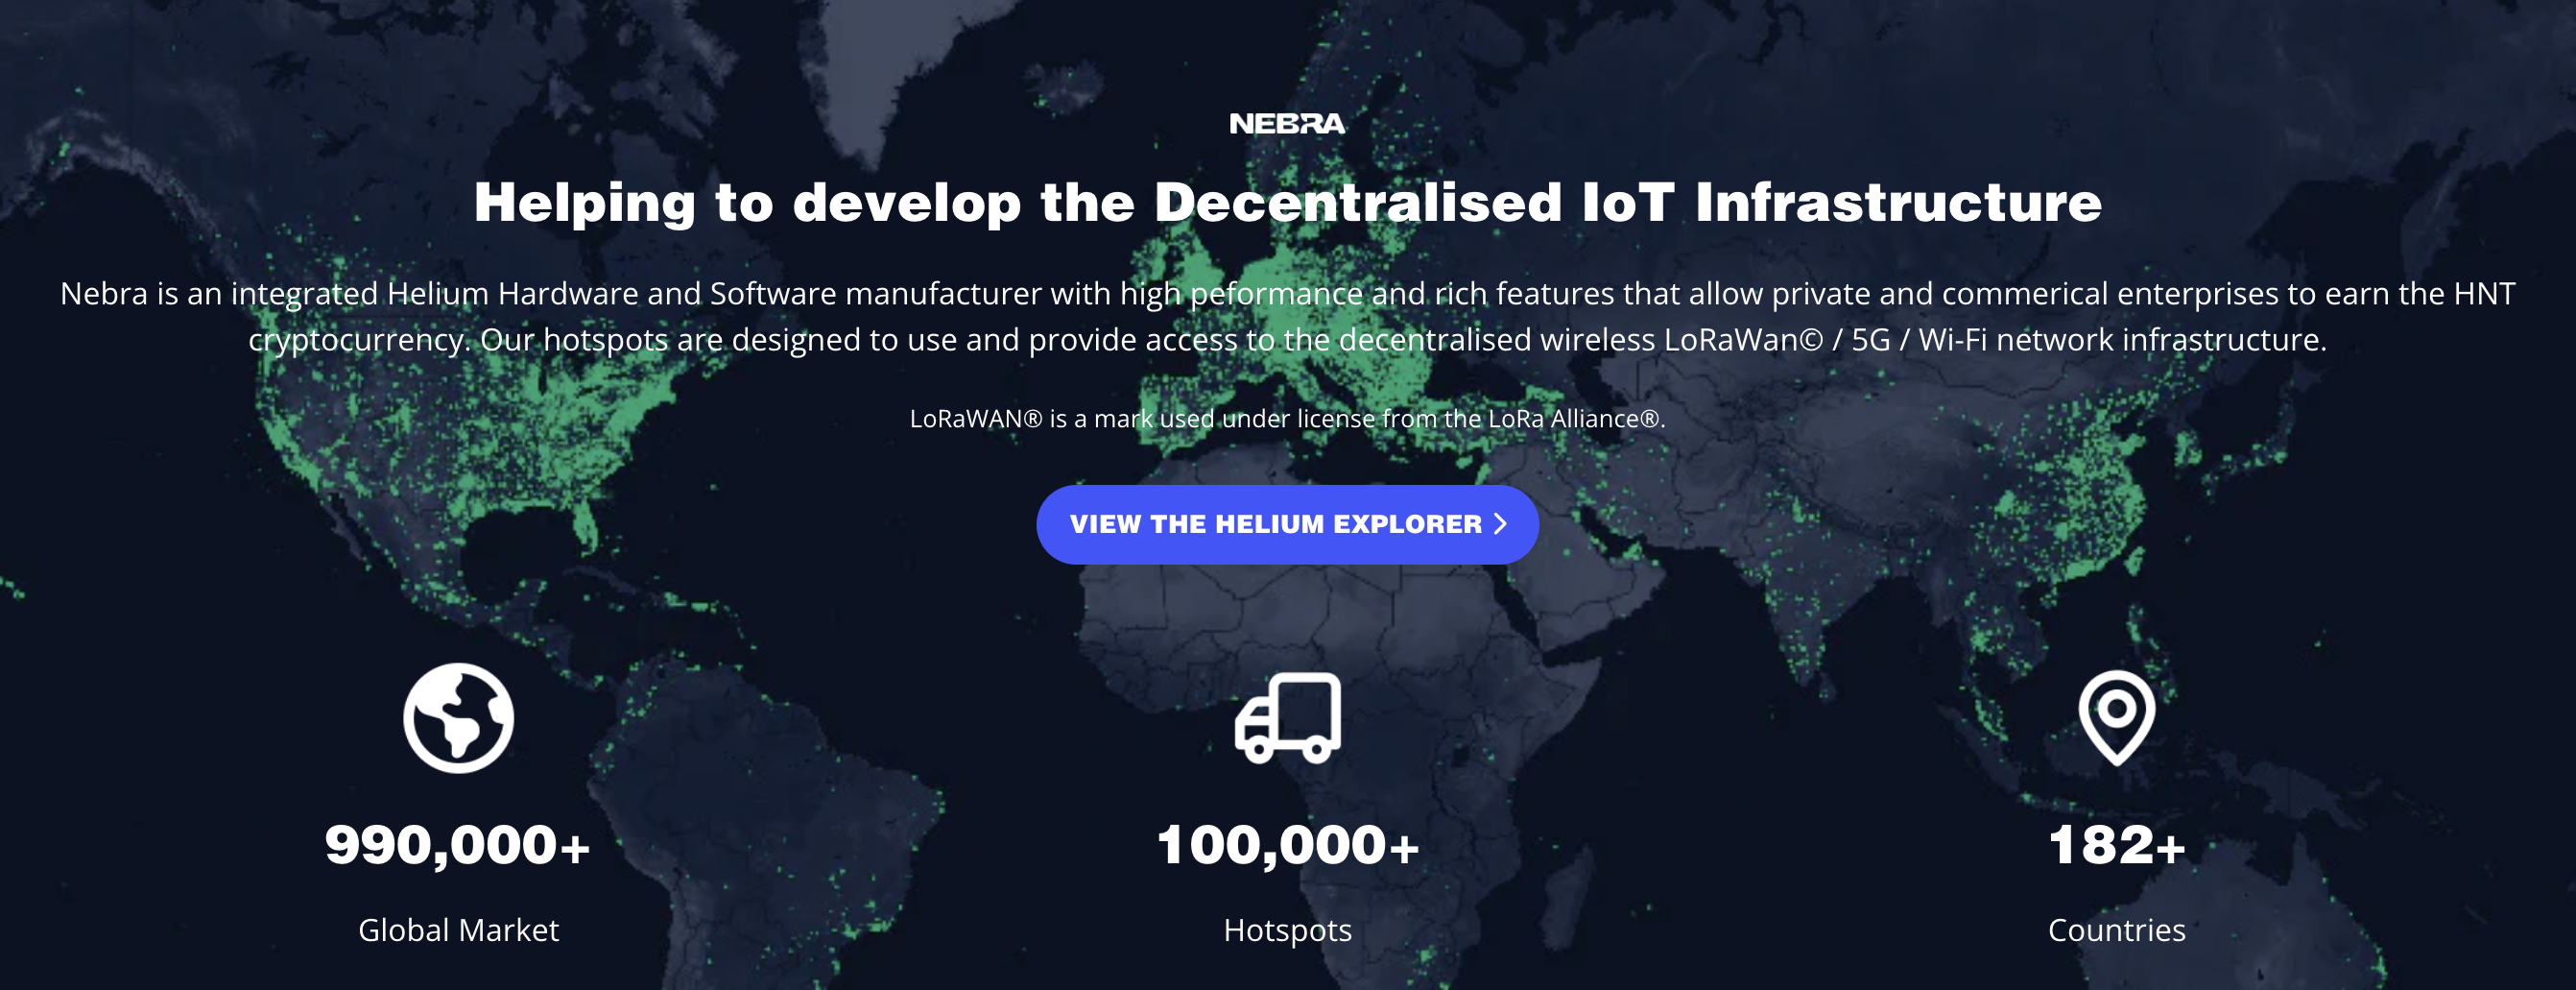 NEBRA
Helping to develop the Decentralised IoT Infrastructure
Nebra is an integrated Helium Hardware and Software manufacturer with high peformance and rich features that allow private and commerical enterprises to earn the HNT
cryptocurrency. Our hotspots are designed to use and provide access to the decentralised wireless LoRaWan© / 5G / Wi-Fi network infrastructure.
LoRaWAN® is a mark used under license from the LoRa Alliance®.
VIEW THE HELIUM EXPLORER >
990,000+
Global Market
100,000+
Hotspots
182+
Countries